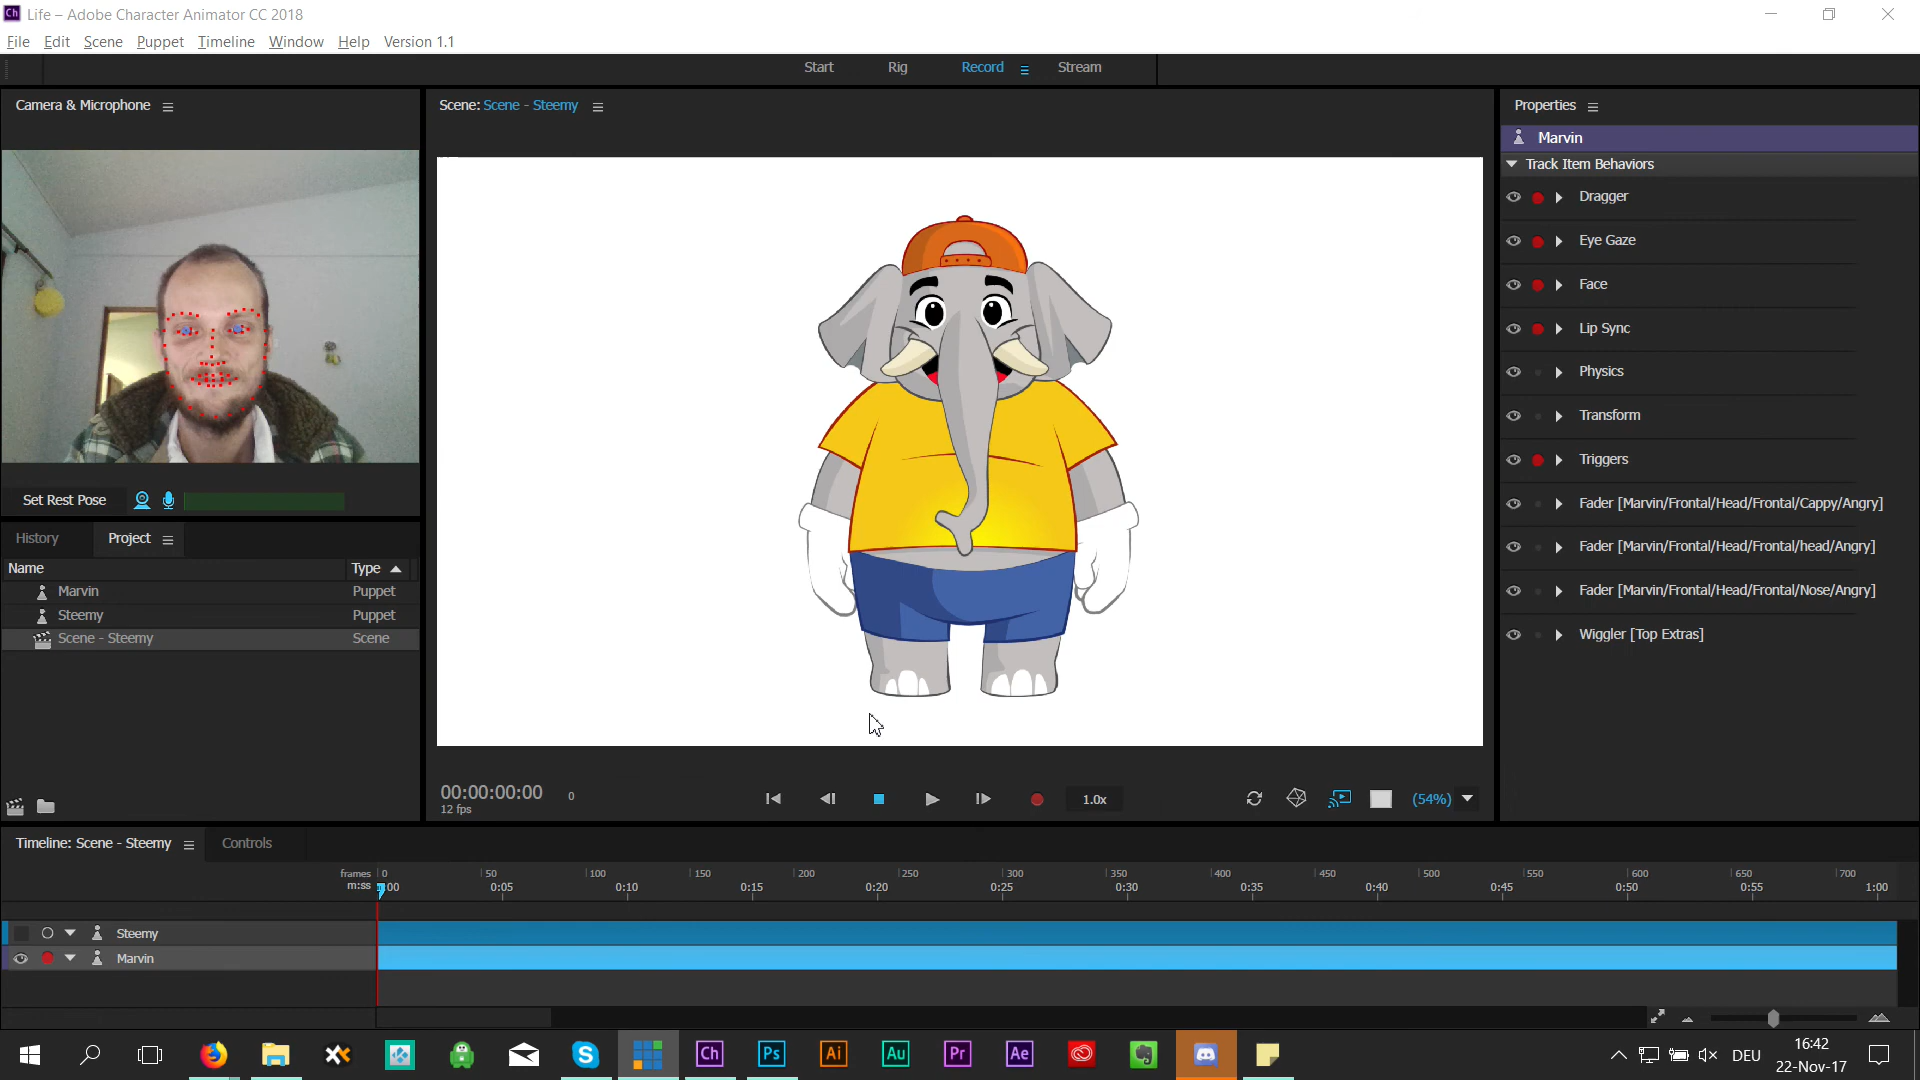 Ch Life – Adobe Character Animator CC 2018
File Edit Scene Puppet Timeline Window Help Version 1.1
Start Rig Record Stream
Camera & Microphone
Scene: Scene - Steemy
Properties
Marvin
Track Item Behaviors
Dragger
Eye Gaze
Face
Lip Sync
Physics
Transform
Triggers
Fader [Marvin/Frontal/Head/Frontal/Cappy/Angry]
Fader [Marvin/Frontal/Head/Frontal/head/Angry]
Fader [Marvin/Frontal/Head/Frontal/Nose/Angry]
Wiggler [Top Extras]
Set Rest Pose
History Project
Name Type
Marvin Puppet
Steemy Puppet
Scene - Steemy Scene
00:00:00:00 0
12 fps
1.0x
(54%)
Timeline: Scene - Steemy Controls
frames 0 50 100 150 200 250 300 350 400 450 500 550 600 650 700
m:ss 0:05 0:10 0:15 0:20 0:25 0:30 0:35 0:40 0:45 0:50 0:55 1:00
Steemy
Marvin
Ch Ps Ai Au Pr Ae
DEU
16:42
22-Nov-17